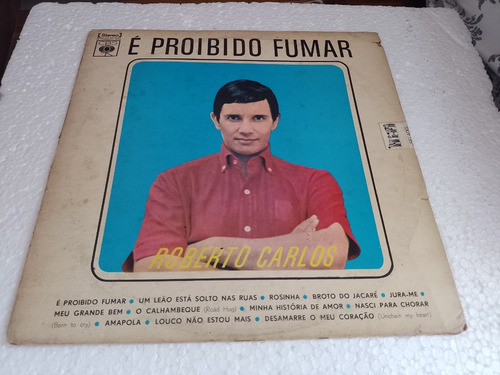 Stereo
CBS
É PROIBIDO FUMAR
ROBERTO CARLOS
É PROIBIDO FUMAR • UM LEÃO ESTÁ SOLTO NAS RUAS • ROSINHA • BROTO DO JACARÉ • JURA-ME •
MEU GRANDE BEM • O CALHAMBEQUE (Road Hog) • MINHA HISTÓRIA DE AMOR • NASCI PARA CHORAR
(Born to cry) • AMAPOLA • LOUCO NÃO ESTOU MAIS • DESAMARRE O MEU CORAÇÃO (Unchain my heart)